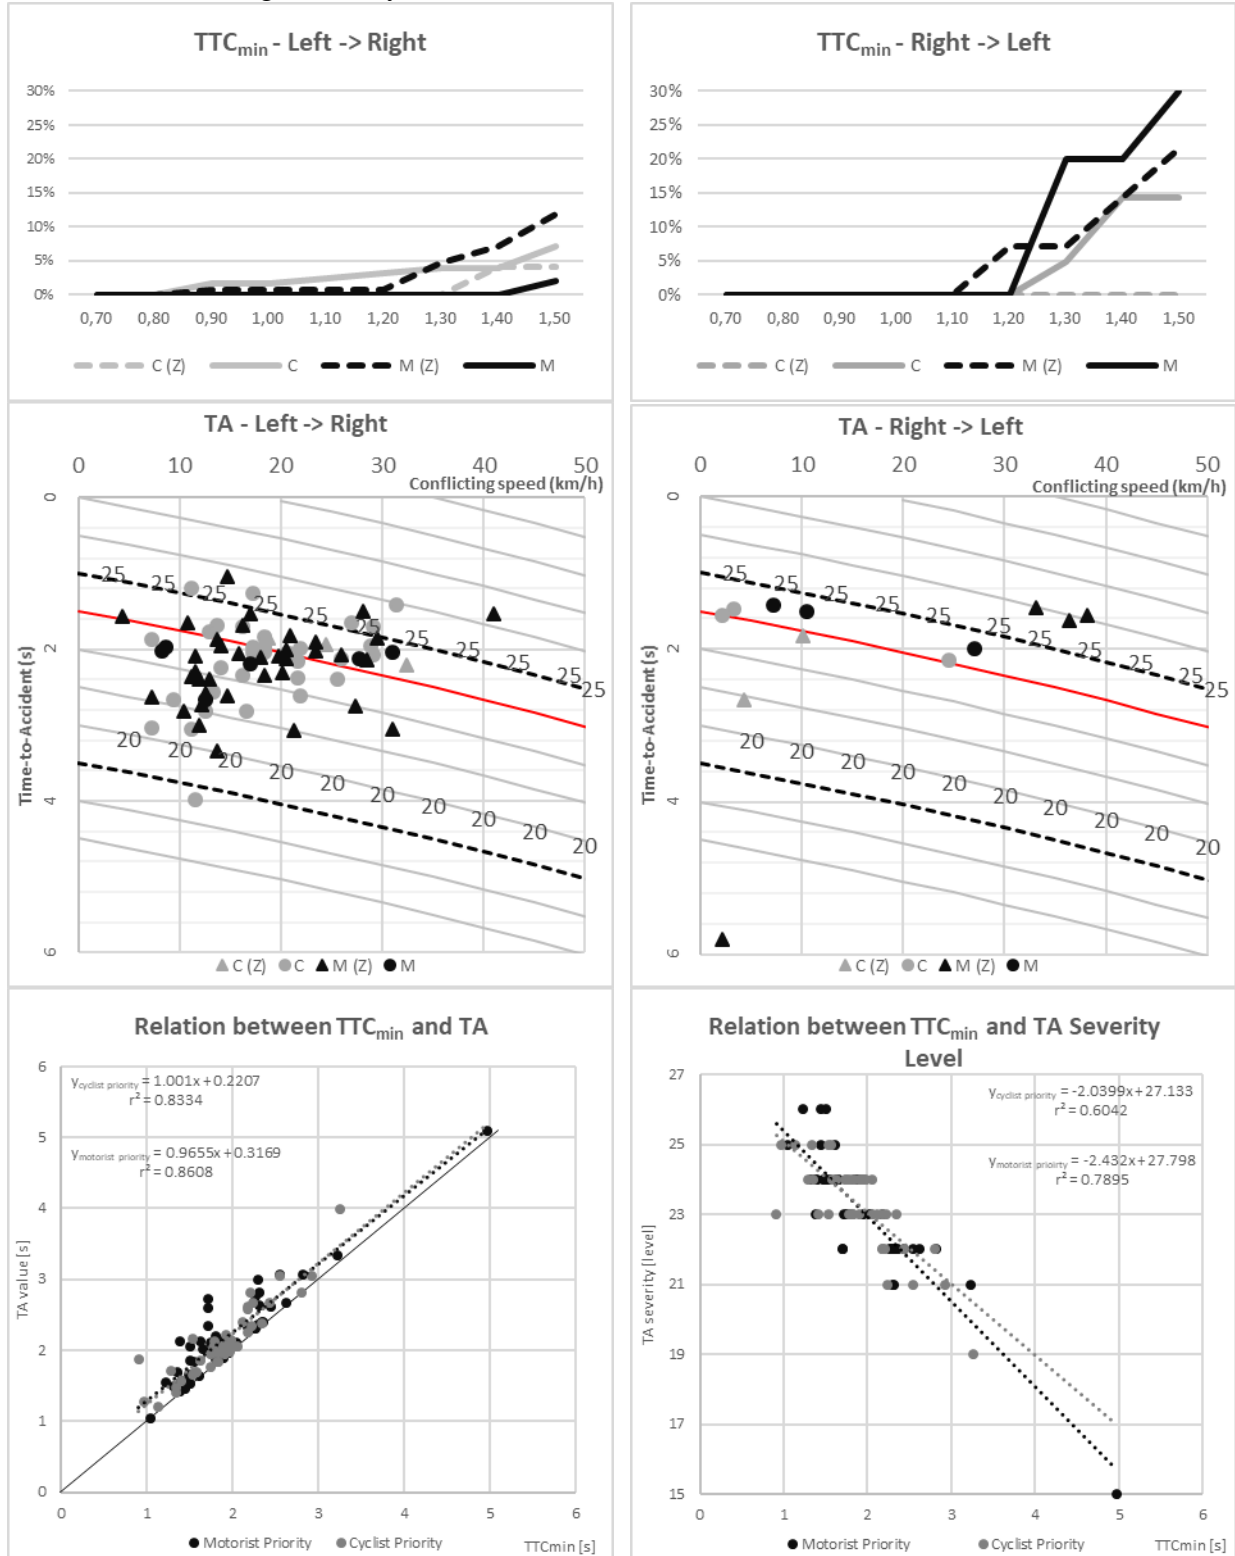 TTCmin - Left -> Right
30%
25%
20%
15%
10%
5%
0%
0,70 0,80 0,90 1,00 1,10 1,20 1,30 1,40 1,50
C (Z) C M (Z) M
TTCmin - Right -> Left
30%
25%
20%
15%
10%
5%
0%
0,70 0,80 0,90 1,00 1,10 1,20 1,30 1,40 1,50
C (Z) C M (Z) M
TA - Left -> Right
0 10 20 30 40 50
Conflicting speed (km/h)
0
2
4
6
Time-to-Accident (s)
25 25 25 25 25 25 25 25 25 25
20 20 20 20 20 20 20 20 20 20
C (Z) C M (Z) M
TA - Right -> Left
0 10 20 30 40 50
Conflicting speed (km/h)
0
2
4
6
Time-to-Accident (s)
25 25 25 25 25 25 25 25 25 25
20 20 20 20 20 20 20 20 20 20
C (Z) C M (Z) M
Relation between TTCmin and TA
6
5
4
3
2
1
0
TA value [s]
ycyclist priority = 1.001x+0.2207
r² = 0.8334
ymotorist priority = 0.9655x+0.3169
r² = 0.8608
0 1 2 3 4 5 6
Motorist Priority Cyclist Priority TTCmin [s]
Relation between TTCmin and TA Severity
Level
27
25
23
21
19
17
15
TA severity [level]
ycyclist priority = -2.0399x+27.133
r² = 0.6042
ymotorist prioirty = -2.432x+27.798
r² = 0.7895
0 1 2 3 4 5 6
Motorist Priority Cyclist Priority TTCmin [s]